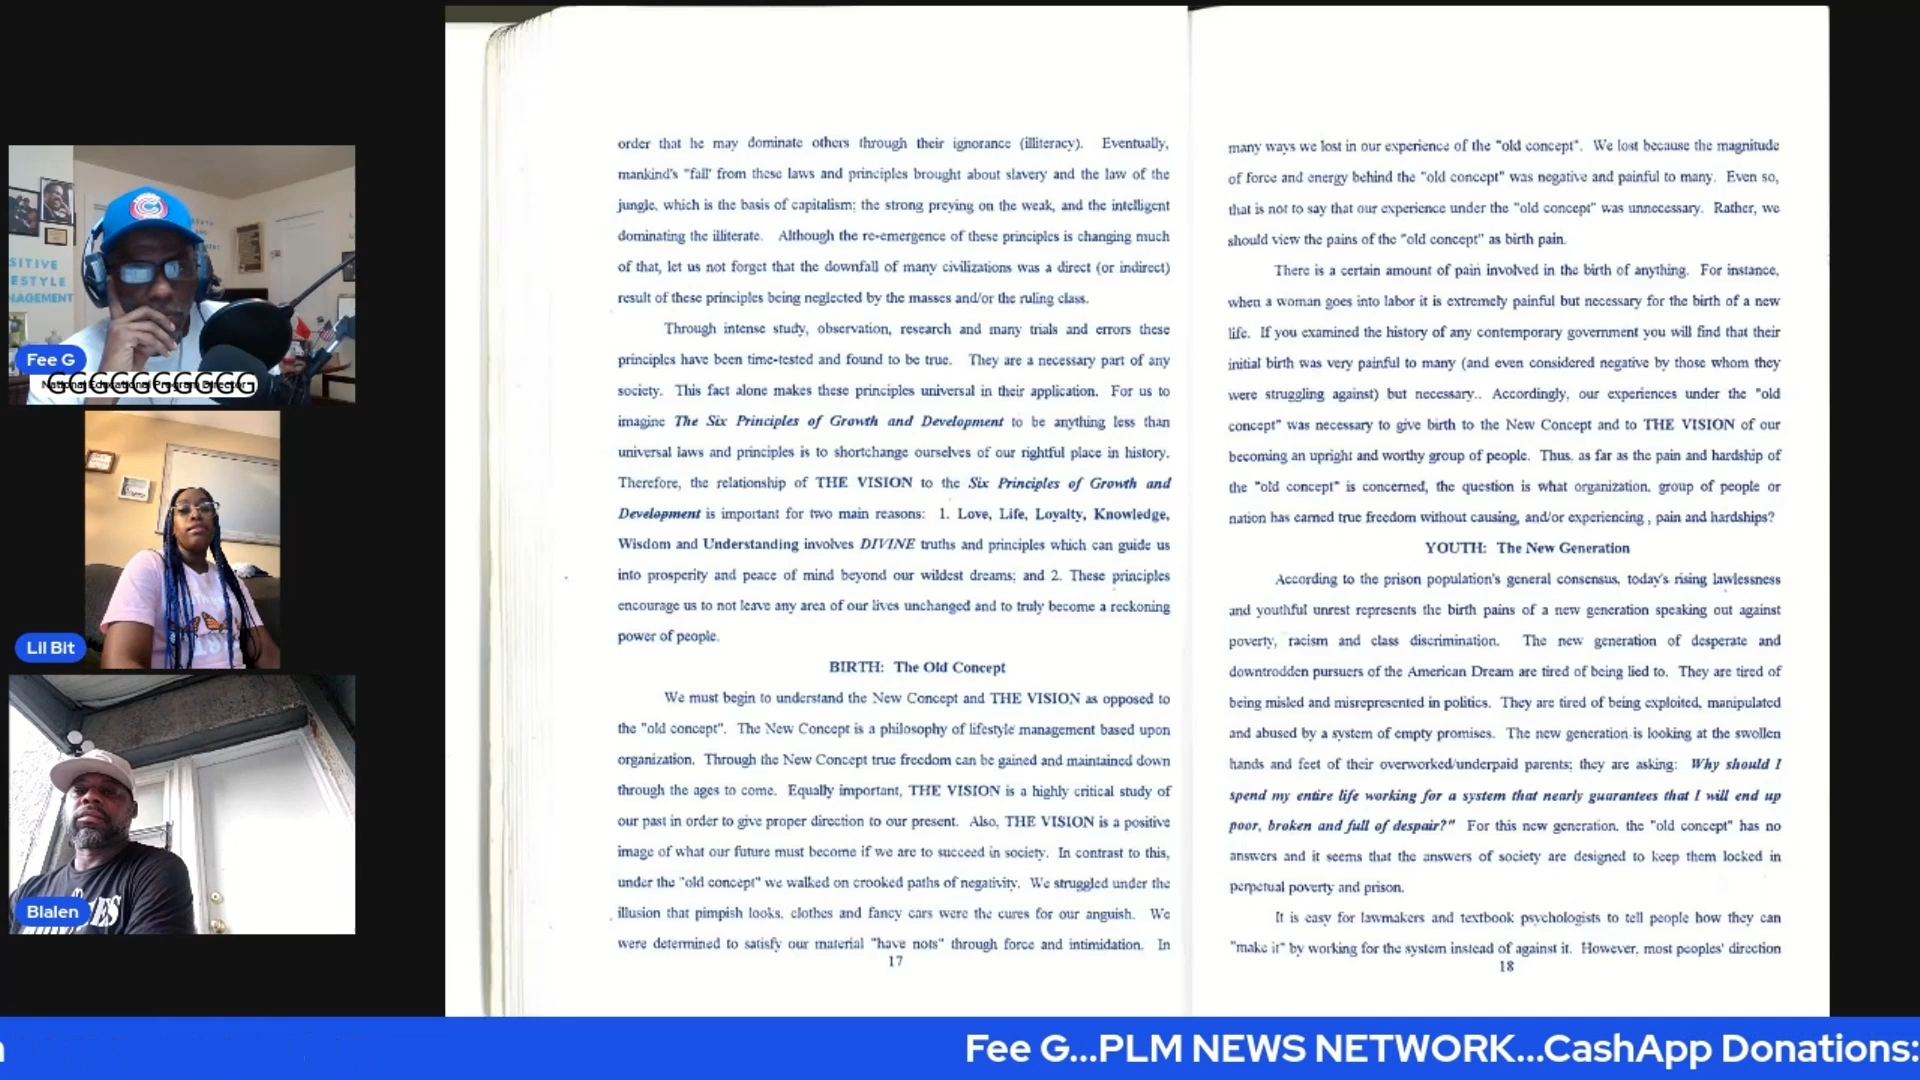 order that he may dominate others through their ignorance (illiteracy). Eventually,
mankind's "fall' from these laws and principles brought about slavery and the law of the
jungle, which is the basis of capitalism; the strong preying on the weak, and the intelligent
dominating the illiterate. Although the re-emergence of these principles is changing much
of that, let us not forget that the downfall of many civilizations was a direct (or indirect)
result of these principles being neglected by the masses and/or the ruling class.
Through intense study, observation, research and many trials and errors these
principles have been time-tested and found to be true. They are a necessary part of any
society. This fact alone makes these principles universal in their application. For us to
imagine The Six Principles of Growth and Development to be anything less than
universal laws and principles is to shortchange ourselves of our rightful place in history.
Therefore, the relationship of THE VISION to the Six Principles of Growth and
Development is important for two main reasons: 1. Love, Life, Loyalty, Knowledge,
Wisdom and Understanding involves DIVINE truths and principles which can guide us
into prosperity and peace of mind beyond our wildest dreams; and 2. These principles
encourage us to not leave any area of our lives unchanged and to truly become a reckoning
power of people.
BIRTH: The Old Concept
We must begin to understand the New Concept and THE VISION as opposed to
the "old concept". The New Concept is a philosophy of lifestyle management based upon
organization. Through the New Concept true freedom can be gained and maintained down
through the ages to come. Equally important, THE VISION is a highly critical study of
our past in order to give proper direction to our present. Also, THE VISION is a positive
image of what our future must become if we are to succeed in society. In contrast to this,
under the "old concept" we walked on crooked paths of negativity. We struggled under the
illusion that pimpish looks, clothes and fancy cars were the cures for our anguish. We
were determined to satisfy our material "have nots" through force and intimidation. In
17
many ways we lost in our experience of the "old concept". We lost because the magnitude
of force and energy behind the "old concept" was negative and painful to many. Even so,
that is not to say that our experience under the "old concept" was unnecessary. Rather, we
should view the pains of the "old concept" as birth pain.
There is a certain amount of pain involved in the birth of anything. For instance,
when a woman goes into labor it is extremely painful but necessary for the birth of a new
life. If you examined the history of any contemporary government you will find that their
initial birth was very painful to many (and even considered negative by those whom they
were struggling against) but necessary.. Accordingly, our experiences under the "old
concept" was necessary to give birth to the New Concept and to THE VISION of our
becoming an upright and worthy group of people. Thus, as far as the pain and hardship of
the "old concept" is concerned, the question is what organization, group of people or
nation has earned true freedom without causing, and/or experiencing , pain and hardships?
YOUTH: The New Generation
According to the prison population's general consensus, today's rising lawlessness
and youthful unrest represents the birth pains of a new generation speaking out against
poverty, racism and class discrimination. The new generation of desperate and
downtrodden pursuers of the American Dream are tired of being lied to. They are tired of
being misled and misrepresented in politics. They are tired of being exploited, manipulated
and abused by a system of empty promises. The new generation is looking at the swollen
hands and feet of their overworked/underpaid parents; they are asking: Why should I
spend my entire life working for a system that nearly guarantees that I will end up
poor, broken and full of despair?" For this new generation, the "old concept" has no
answers and it seems that the answers of society are designed to keep them locked in
perpetual poverty and prison.
It is easy for lawmakers and textbook psychologists to tell people how they can
"make it" by working for the system instead of against it. However, most peoples' direction
18
SITIVE
ESTYLE
NAGEMENT
Fee G
National Educational Program Director
GGGGGGGGGG
Lil Bit
Blalen
Fee G...PLM NEWS NETWORK...CashApp Donations: